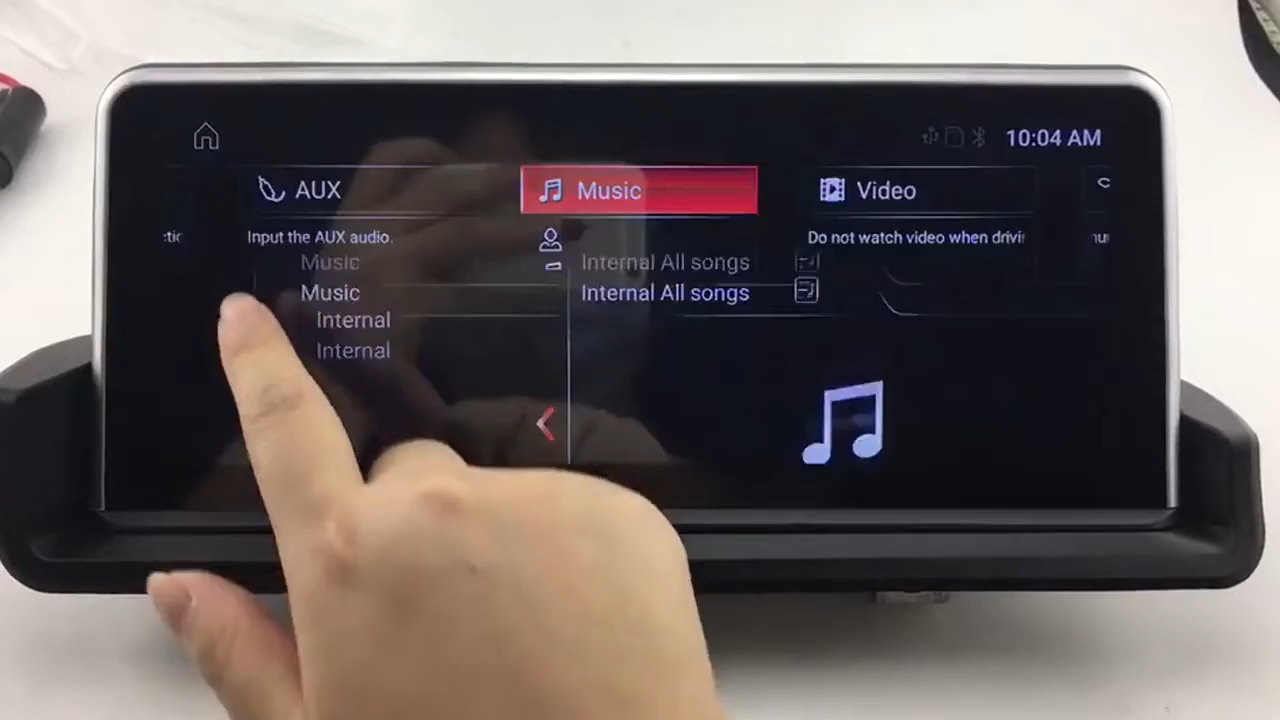 10:04 AM
AUX
Music
Video
Input the AUX audio.
Do not watch video when
Music
Internal All songs
Music
Internal All songs
Internal
Internal